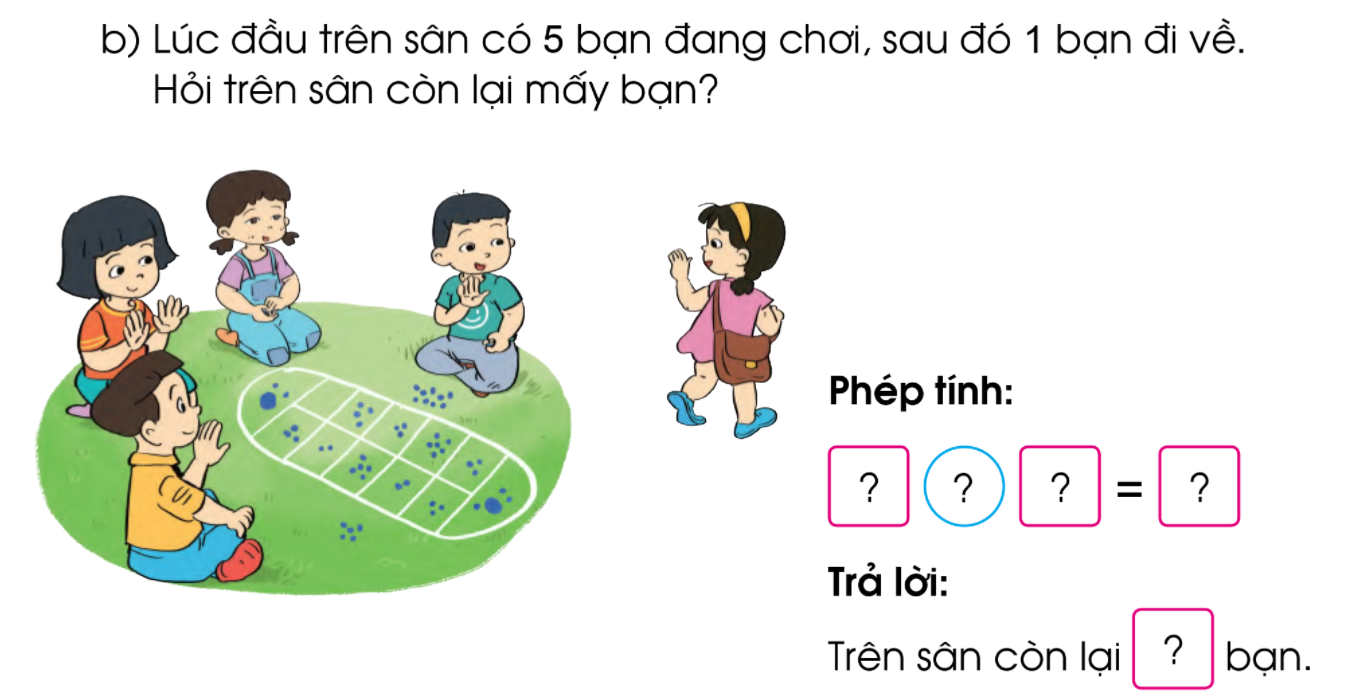 b) Lúc đầu trên sân có 5 bạn đang chơi, sau đó 1 bạn đi về.
Hỏi trên sân còn lại mấy bạn?
Phép tính:
? ? ? = ?
Trả lời:
Trên sân còn lại ? bạn.